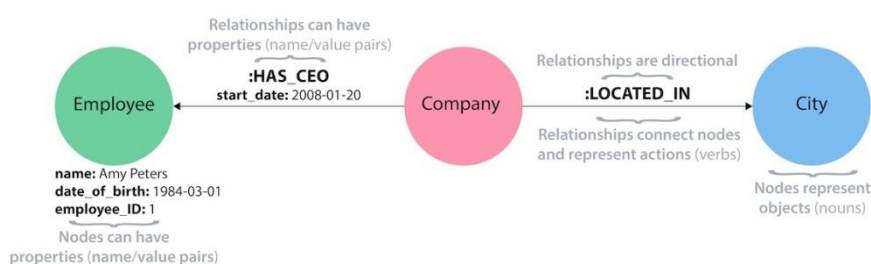 Relationships can have
properties (name/value pairs)
:HAS_CEO
start_date: 2008-01-20
Relationships are directional
:LOCATED_IN
Relationships connect nodes
and represent actions (verbs)
Employee
Company
City
name: Amy Peters
date_of_birth: 1984-03-01
employee_ID: 1
Nodes can have
properties (name/value pairs)
Nodes represent
objects (nouns)